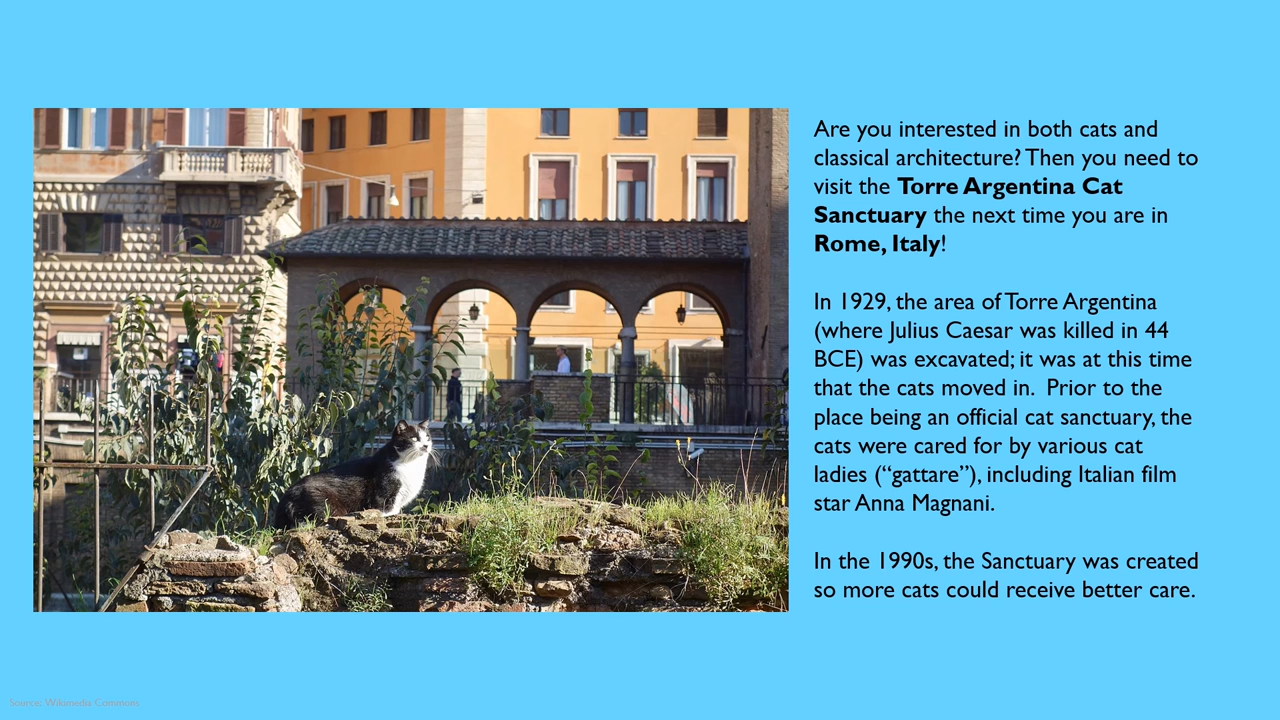 Are you interested in both cats and
classical architecture? Then you need to
visit the Torre Argentina Cat
Sanctuary the next time you are in
Rome, Italy!
In 1929, the area of Torre Argentina
(where Julius Caesar was killed in 44
BCE) was excavated; it was at this time
that the cats moved in.  Prior to the
place being an official cat sanctuary, the
cats were cared for by various cat
ladies (“gattare”), including Italian film
star Anna Magnani.
In the 1990s, the Sanctuary was created
so more cats could receive better care.
Source: Wikimedia Commons